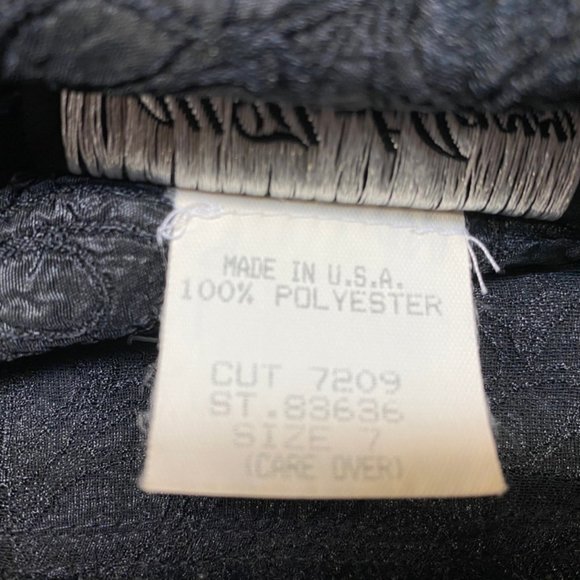 MADE IN U.S.A.
100% POLYESTER
CUT 7209
ST.83636
SIZE 7
(CARE OVER)